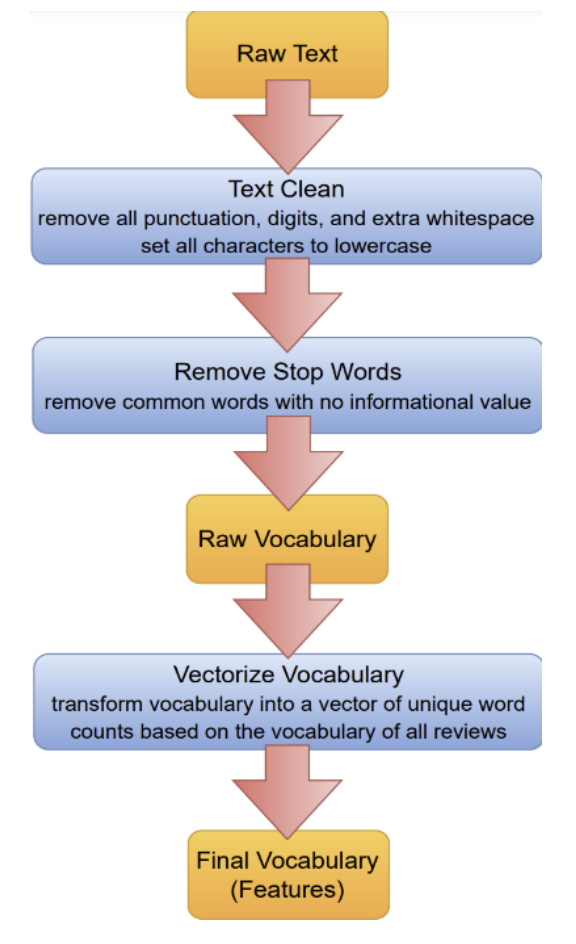 Raw Text
Text Clean
remove all punctuation, digits, and extra whitespace
set all characters to lowercase
Remove Stop Words
remove common words with no informational value
Raw Vocabulary
Vectorize Vocabulary
transform vocabulary into a vector of unique word
counts based on the vocabulary of all reviews
Final Vocabulary
(Features)